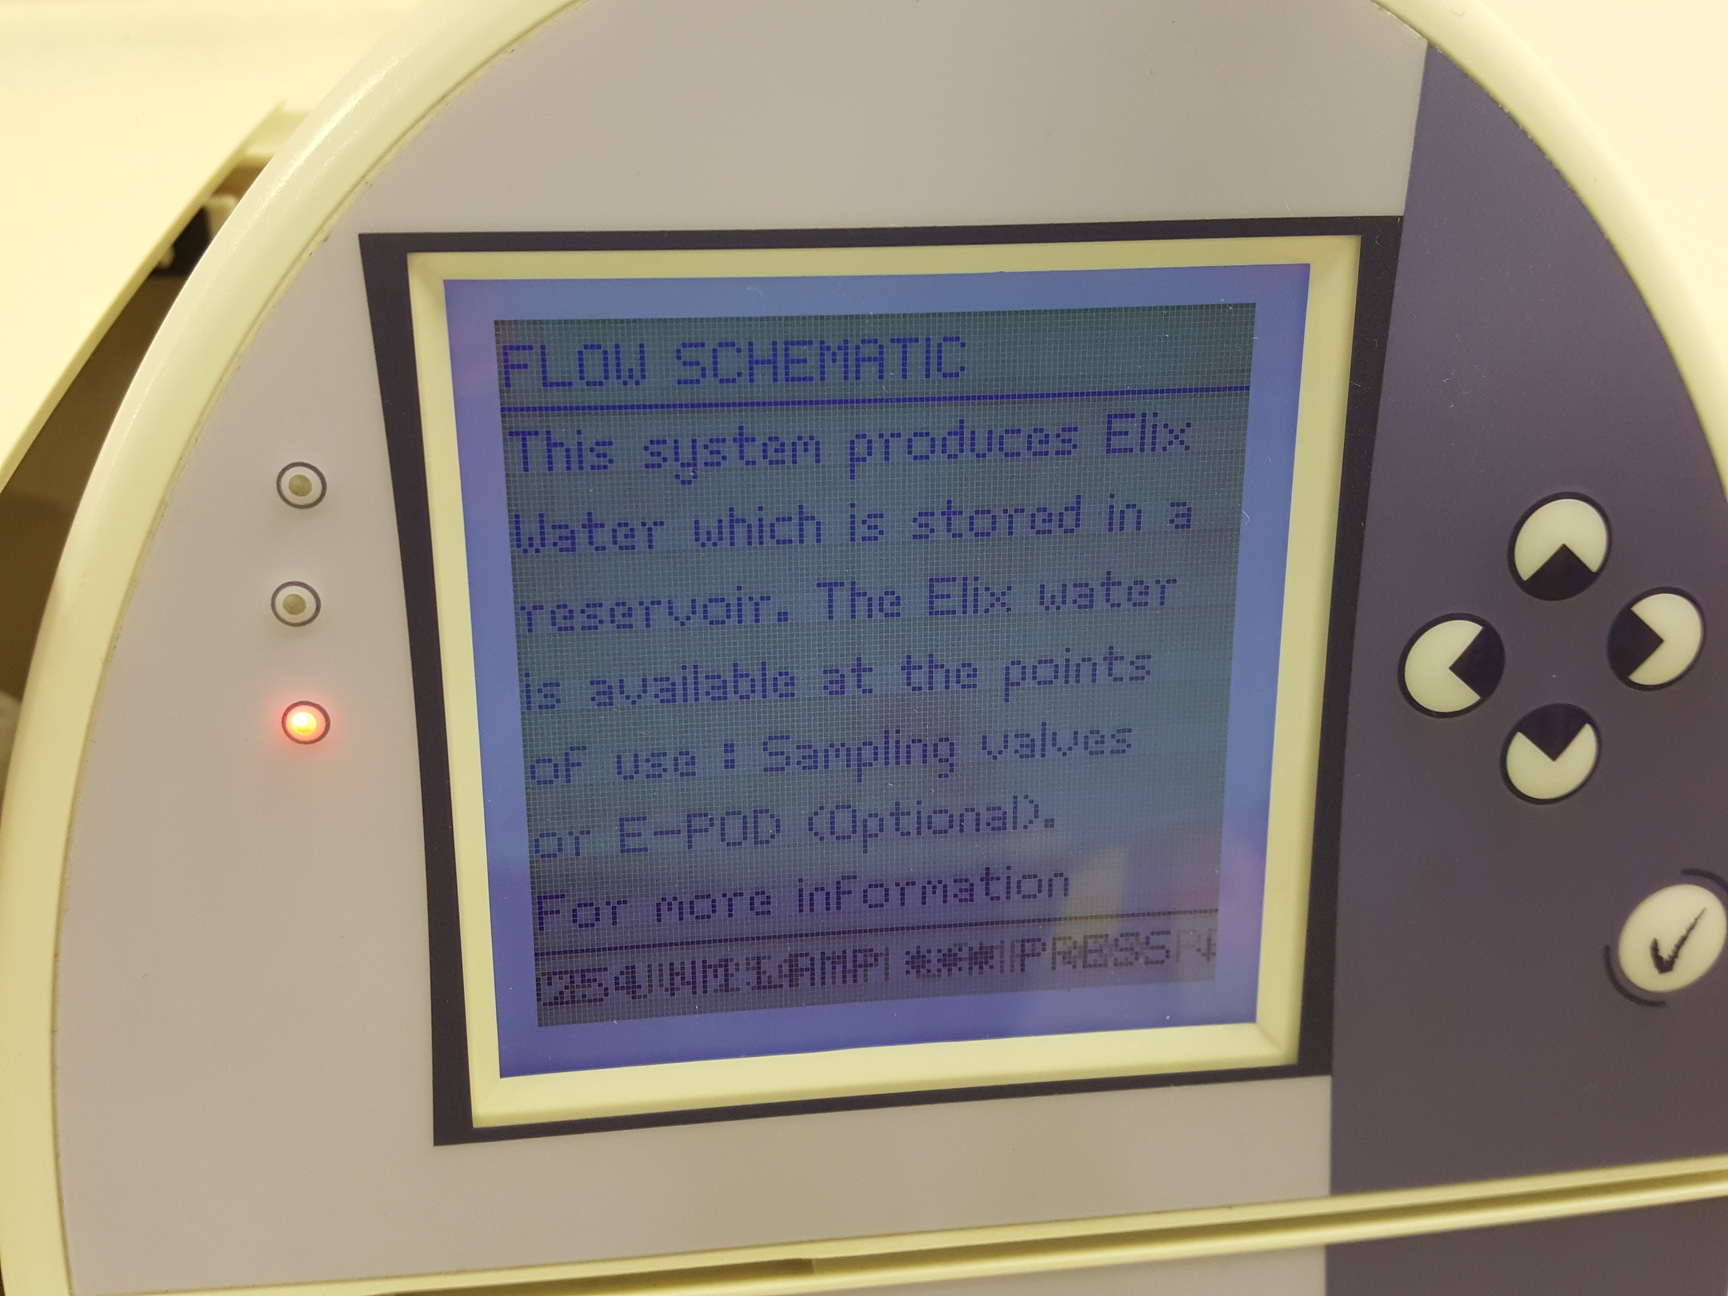 FLOW SCHEMATIC
This system produces Elix
Water which is stored in a
reservoir. The Elix water
is available at the points
of use : Sampling valves
or E-POD (Optional).
For more information